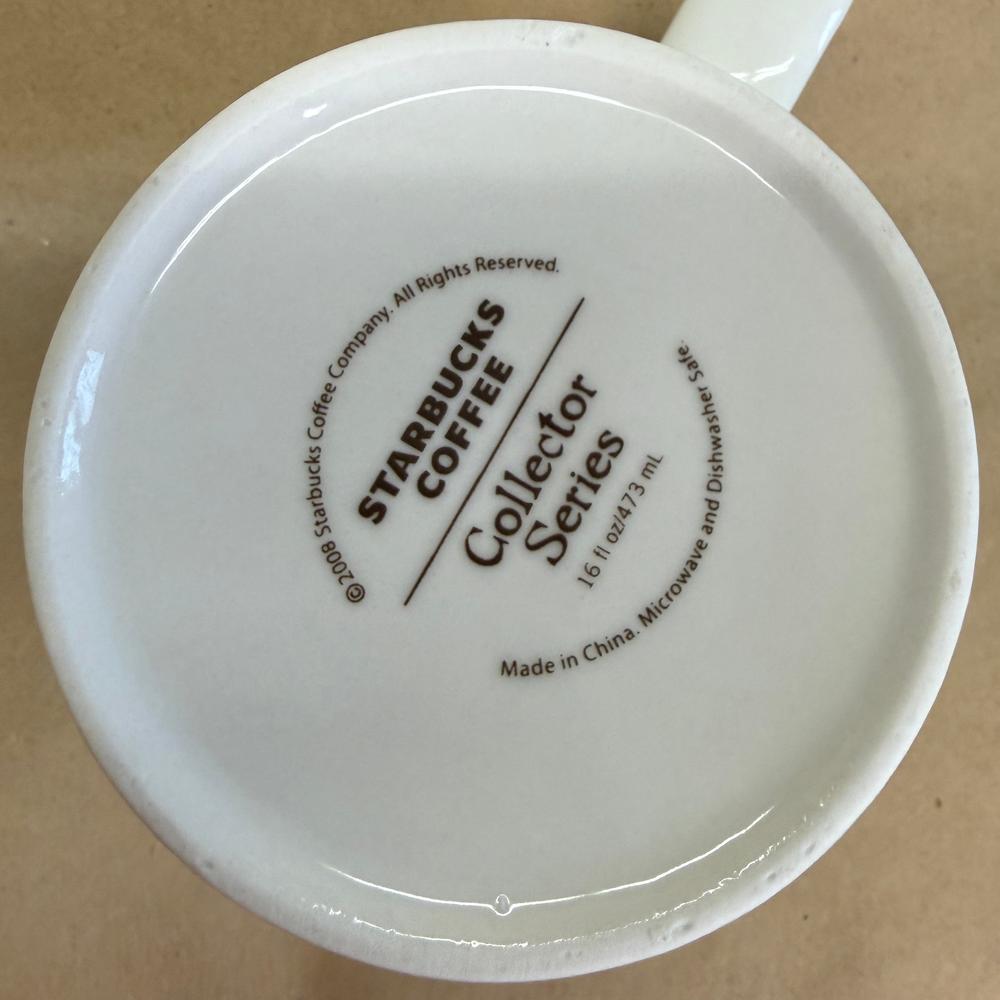 ©2008 Starbucks Coffee Company. All Rights Reserved.
STARBUCKS
COFFEE
Collector
Series
16 fl oz/473 mL
Made in China. Microwave and Dishwasher Safe.